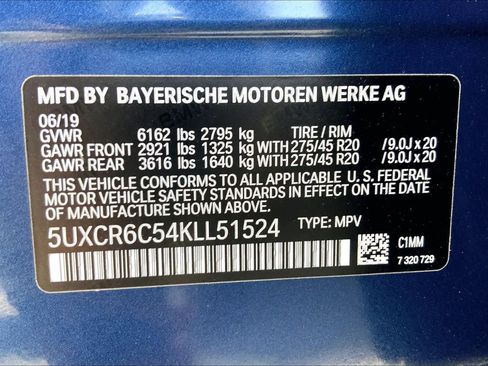 MFD BY BAYERISCHE MOTOREN WERKE AG
06/19
GVWR 6162 lbs 2795 kg TIRE / RIM
GAWR FRONT 2921 lbs 1325 kg WITH 275/45 R20 /9.0J x 20
GAWR REAR 3616 lbs 1640 kg WITH 275/45 R20 /9.0J x 20
THIS VEHICLE CONFORMS TO ALL APPLICABLE U. S. FEDERAL
MOTOR VEHICLE SAFETY STANDARDS IN EFFECT ON THE DATE OF
MANUFACTURE SHOWN ABOVE.
5UXCR6C54KLL51524 TYPE: MPV
C1MM
7 320 729